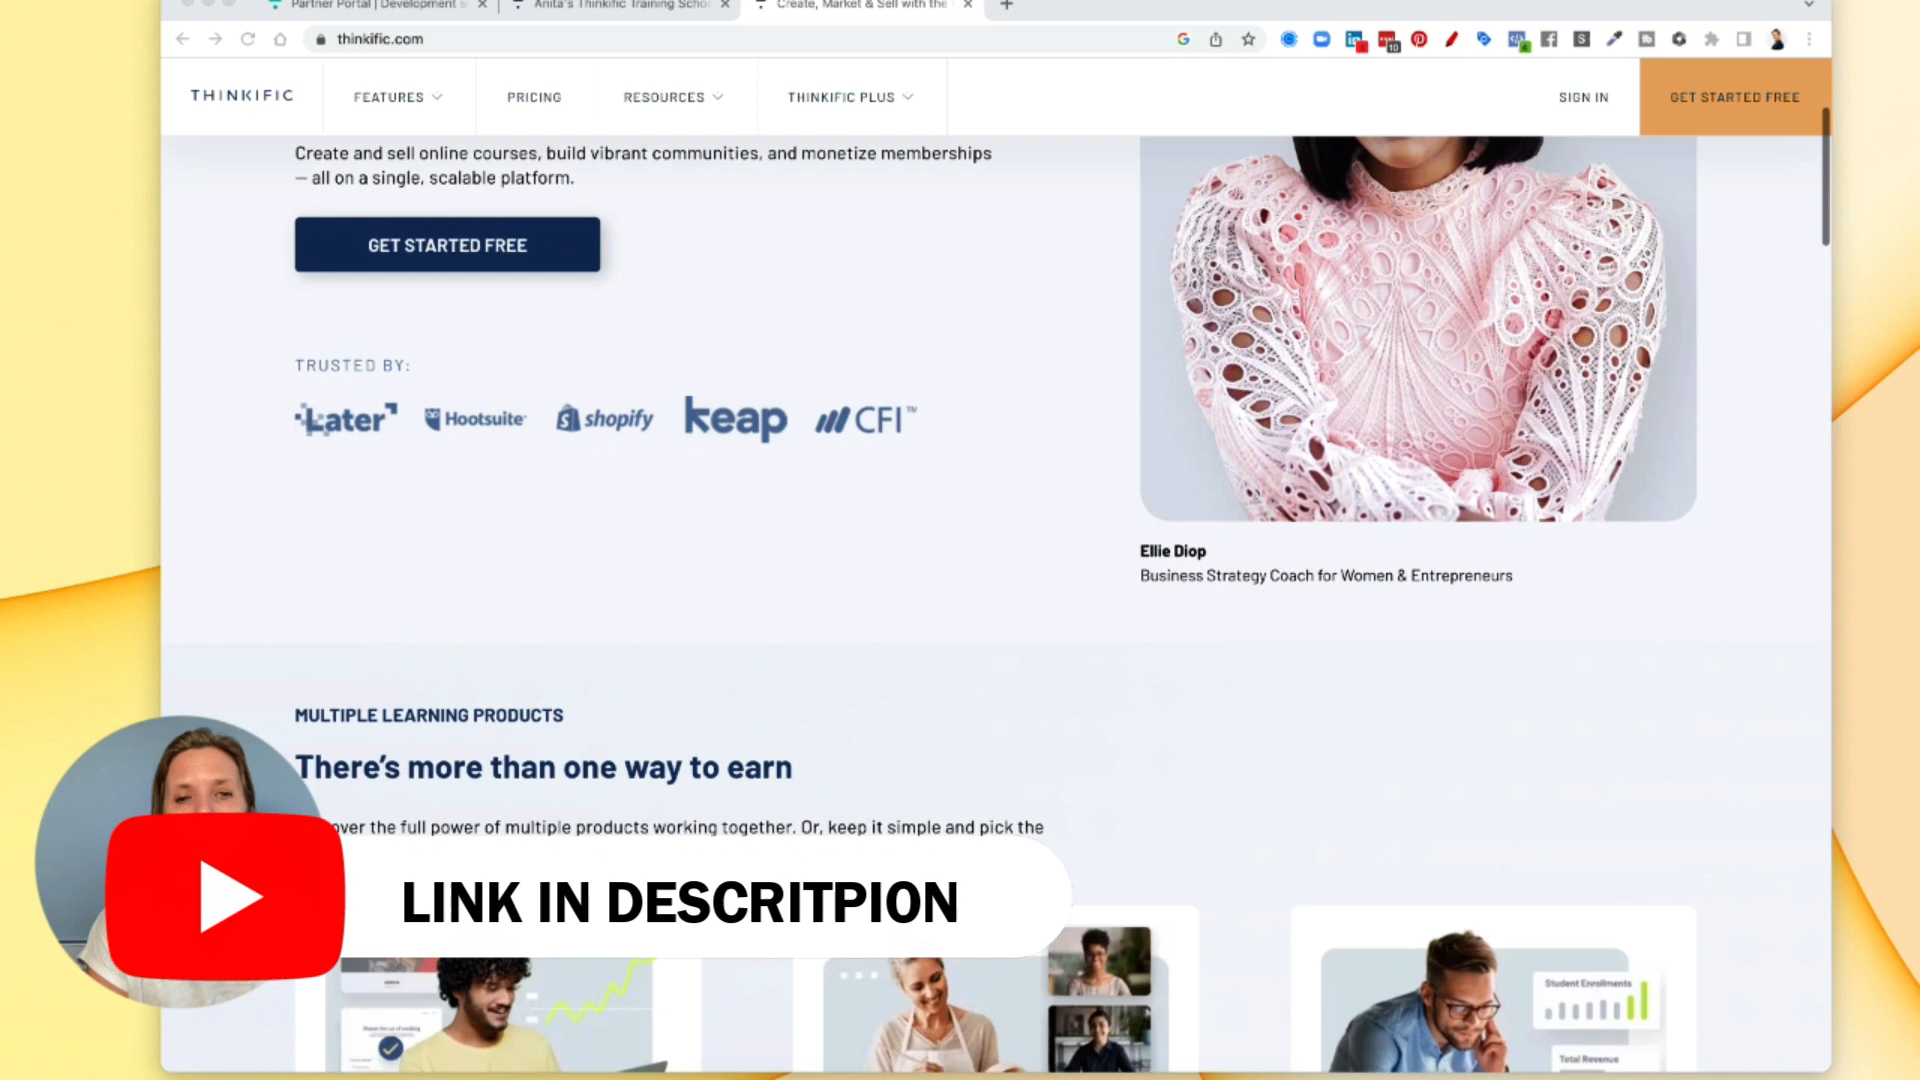 Partner Portal | Development s
Anita's Thinkific Training Schoo
Create, Market & Sell with the
thinkific.com
10
THINKIFIC
FEATURES
PRICING
RESOURCES
THINKIFIC PLUS
SIGN IN
GET STARTED FREE
Create and sell online courses, build vibrant communities, and monetize memberships
— all on a single, scalable platform.
GET STARTED FREE
TRUSTED BY:
Later
Hootsuite
shopify
keap
CFI™
Ellie Diop
Business Strategy Coach for Women & Entrepreneurs
MULTIPLE LEARNING PRODUCTS
There's more than one way to earn
over the full power of multiple products working together. Or, keep it simple and pick the
LINK IN DESCRITPION
Student Enrollments
Total Revenue